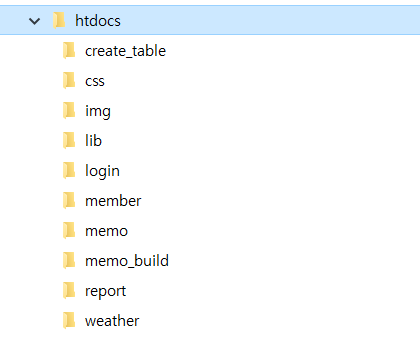 htdocs
create_table
css
img
lib
login
member
memo
memo_build
report
weather